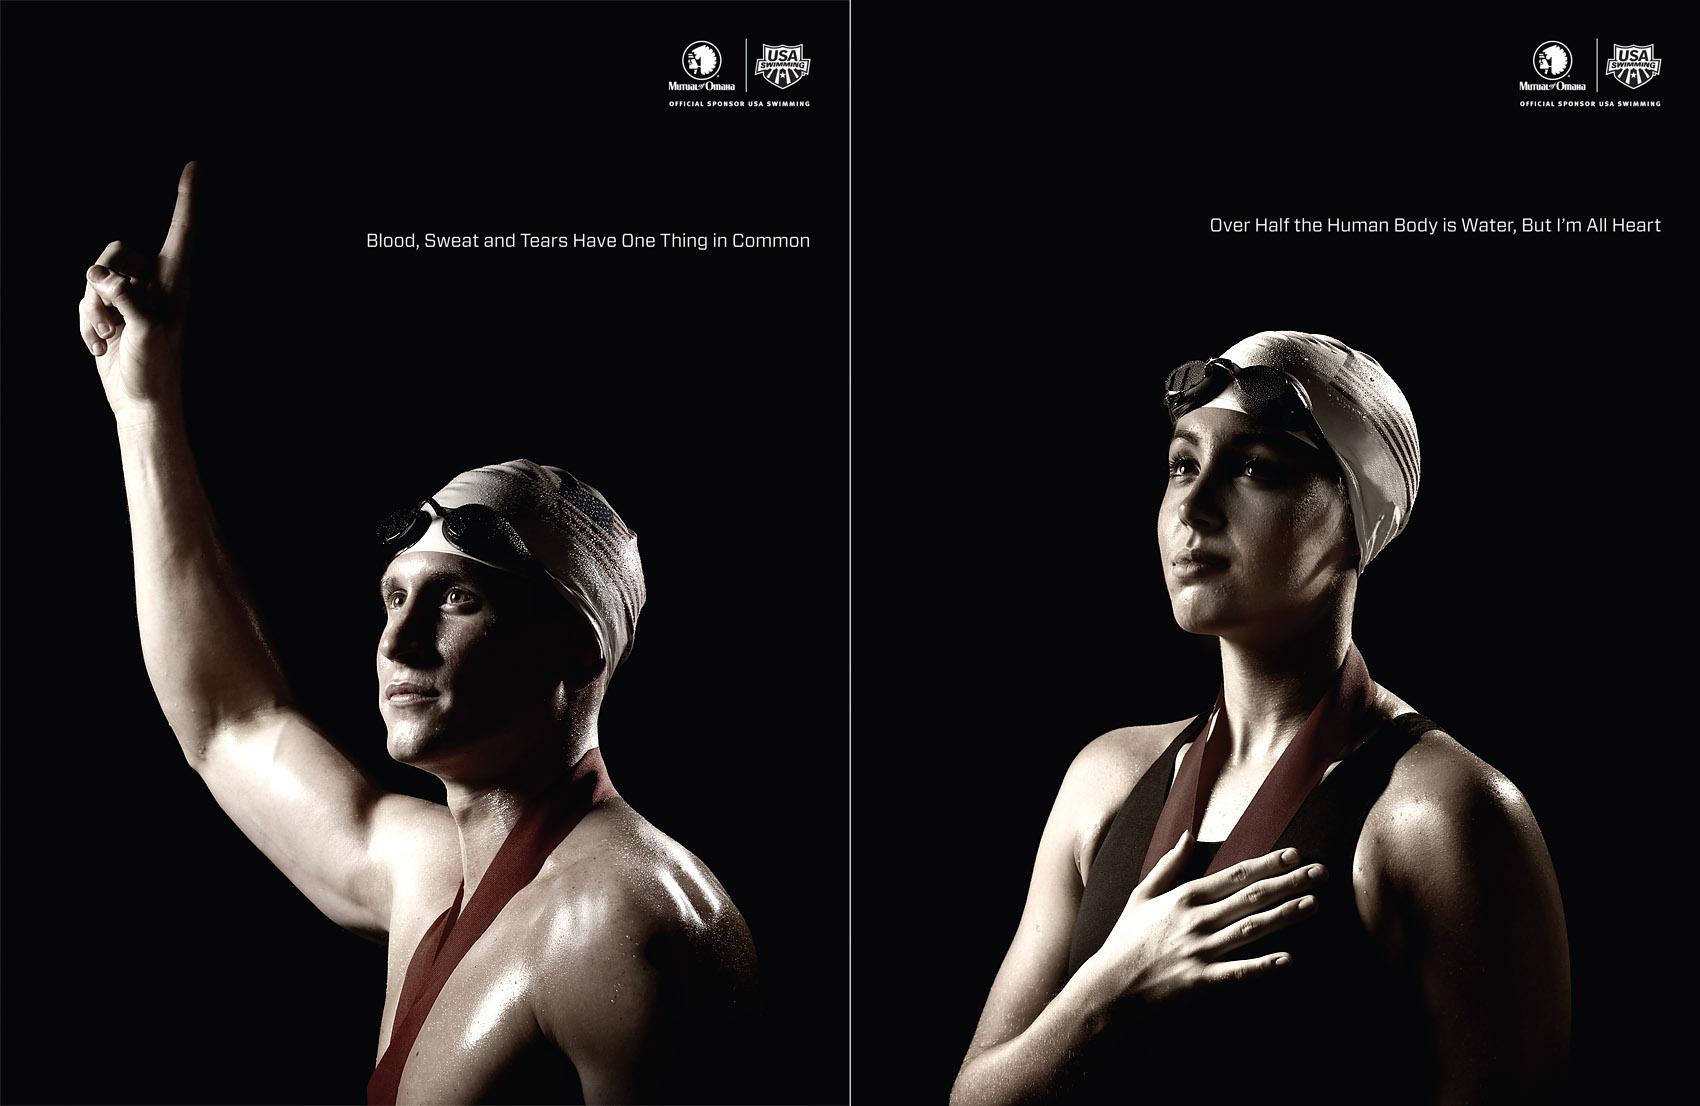 Mutual of Omaha
USA
SWIMMING
OFFICIAL SPONSOR USA SWIMMING
Blood, Sweat and Tears Have One Thing in Common
Mutual of Omaha
USA
SWIMMING
OFFICIAL SPONSOR USA SWIMMING
Over Half the Human Body is Water, But I'm All Heart